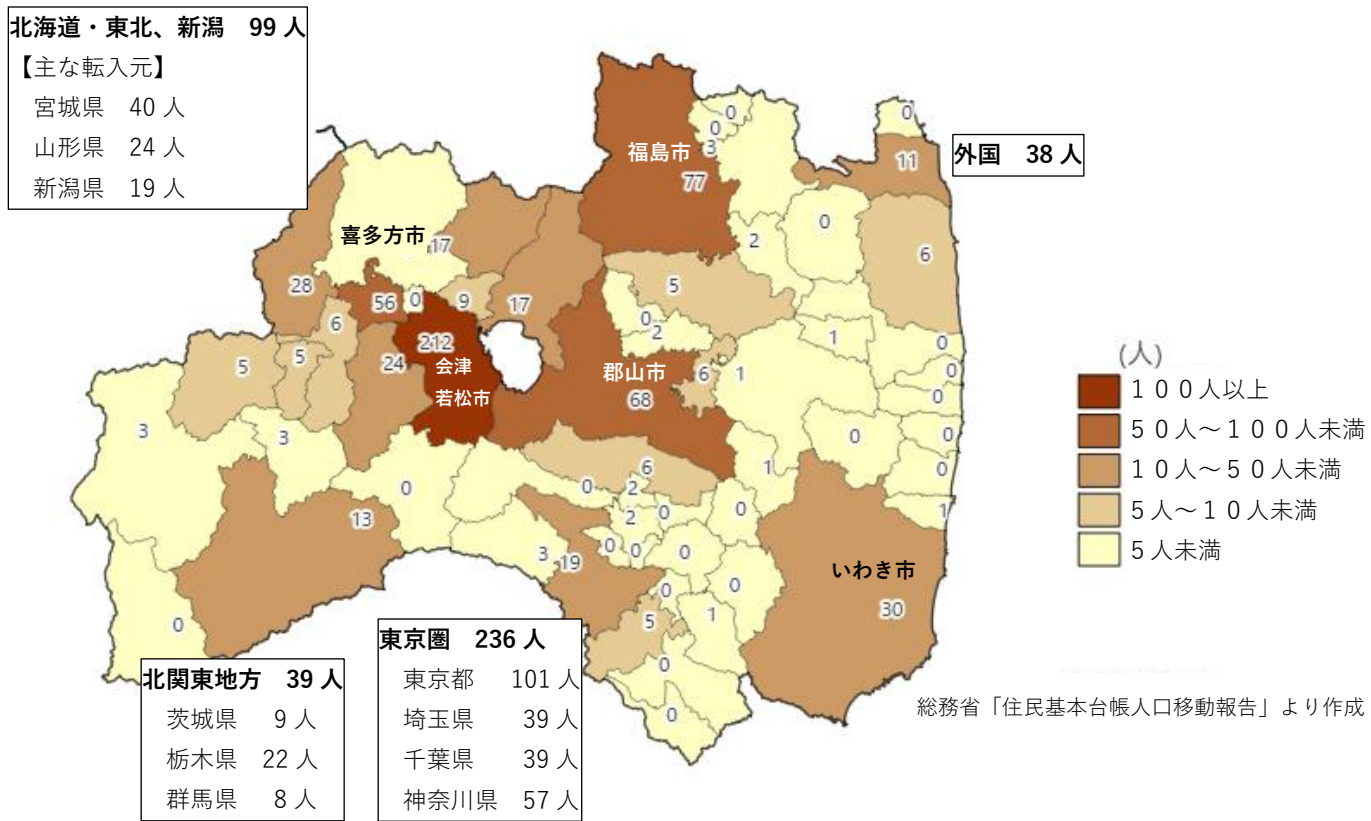 北海道・東北、新潟　99 人
【主な転入元】
宮城県　40 人
山形県　24 人
新潟県　19 人
外国　38 人
福島市
77
0
0
3
0
11
2
0
6
喜多方市
17
28
56
0
9
17
5
212
会津
若松市
24
6
5
5
0
2
郡山市
68
6
1
1
0
0
0
0
0
0
1
3
3
13
0
0
6
0
2
2
0
1
0
3
19
0
0
0
0
0
5
1
0
0
いわき市
30
(人)
１００人以上
５０人～１００人未満
１０人～５０人未満
５人～１０人未満
５人未満
北関東地方　39 人
茨城県　9 人
栃木県　22 人
群馬県　8 人
東京圏　236 人
東京都　101 人
埼玉県　39 人
千葉県　39 人
神奈川県　57 人
総務省「住民基本台帳人口移動報告」より作成